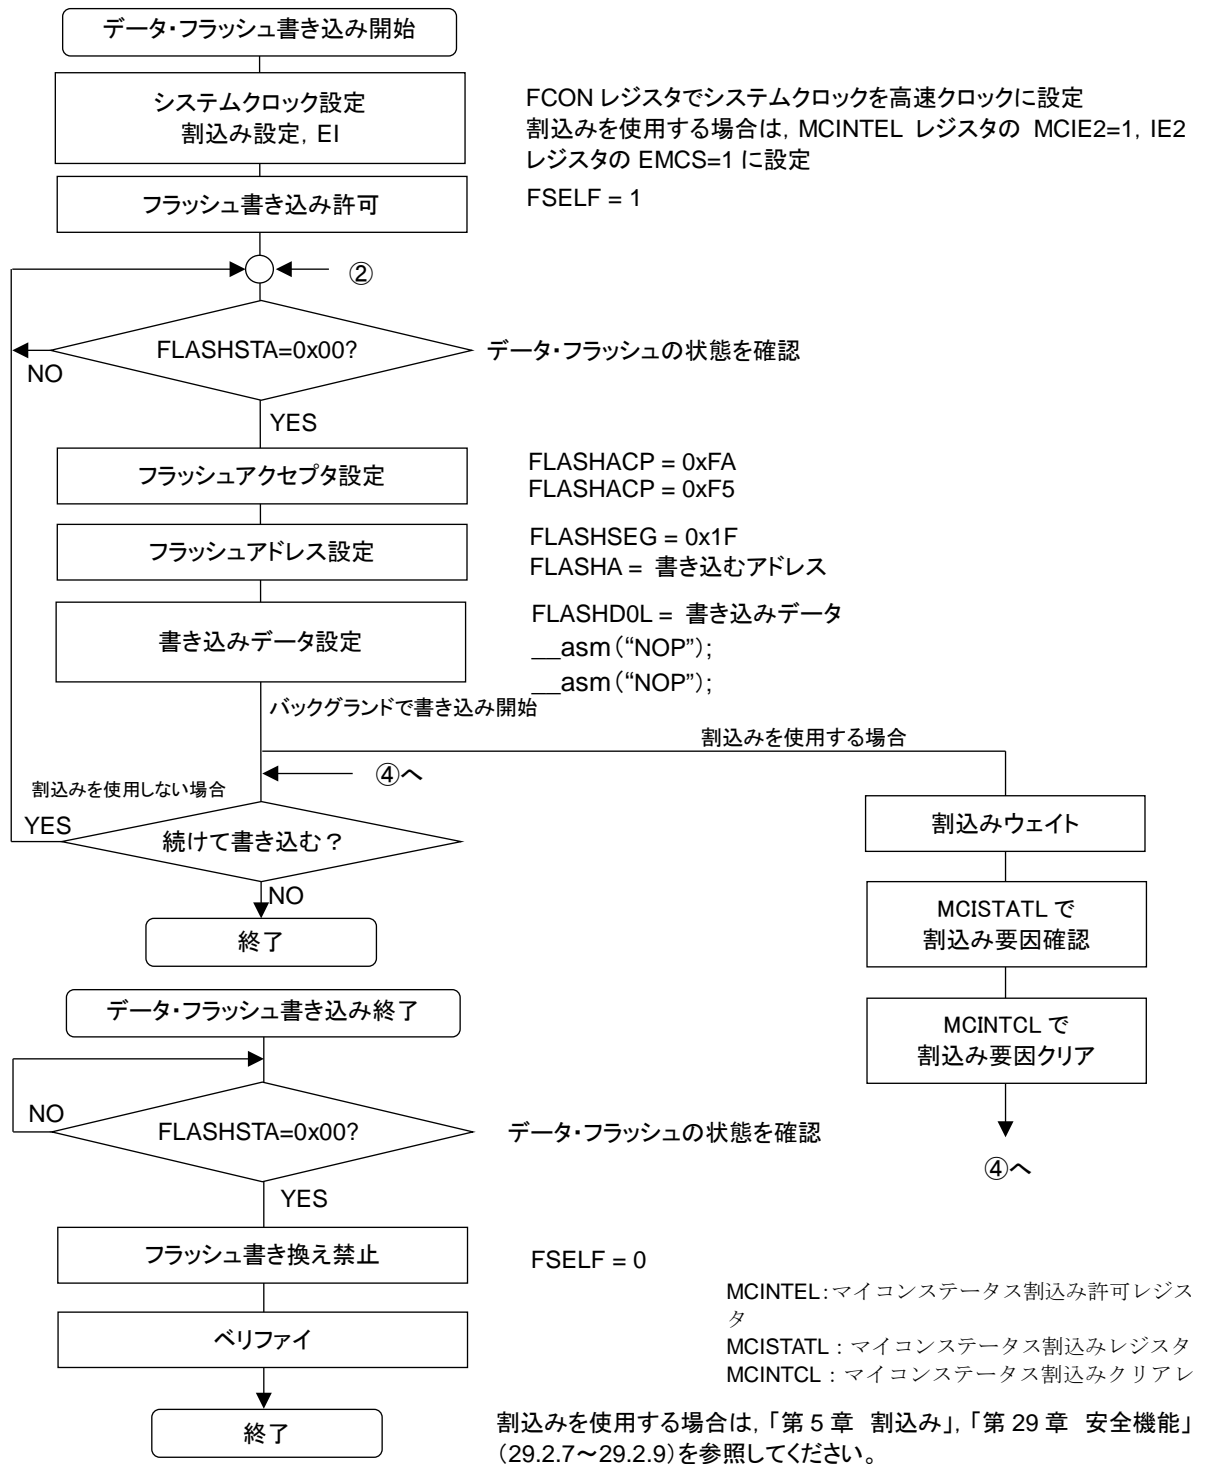 データ・フラッシュ書き込み開始
システムクロック設定
割込み設定, EI
FCON レジスタでシステムクロックを高速クロックに設定
割込みを使用する場合は, MCINTEL レジスタの MCIE2=1, IE2
レジスタの EMCS=1 に設定
フラッシュ書き込み許可
FSELF = 1
②
FLASHSTA=0x00?
データ・フラッシュの状態を確認
NO
YES
フラッシュアクセプタ設定
FLASHACP = 0xFA
FLASHACP = 0xF5
フラッシュアドレス設定
FLASHSEG = 0x1F
FLASHA = 書き込むアドレス
書き込みデータ設定
FLASHD0L = 書き込みデータ
__asm(“NOP”);
__asm(“NOP”);
バックグランドで書き込み開始
割込みを使用する場合
④へ
割込みを使用しない場合
YES
続けて書き込む？
NO
終了
割込みウェイト
MCISTATL で
割込み要因確認
MCINTCL で
割込み要因クリア
④へ
データ・フラッシュ書き込み終了
NO
FLASHSTA=0x00?
データ・フラッシュの状態を確認
YES
フラッシュ書き換え禁止
FSELF = 0
ベリファイ
終了
MCINTEL：マイコンステータス割込み許可レジス
タ
MCISTATL：マイコンステータス割込みレジスタ
MCINTCL：マイコンステータス割込みクリアレ
割込みを使用する場合は,「第 5 章 割込み」,「第 29 章 安全機能」
（29.2.7～29.2.9）を参照してください。